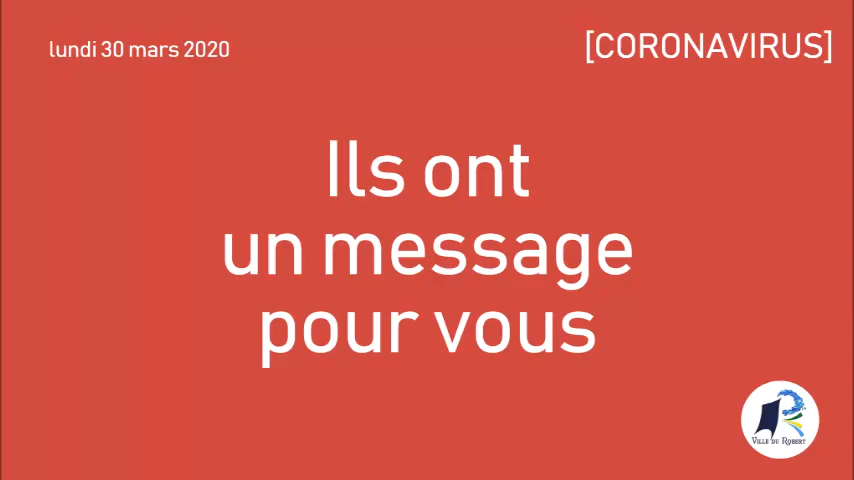 lundi 30 mars 2020
[CORONAVIRUS]
Ils ont
un message
pour vous
VILLE DU ROBERT